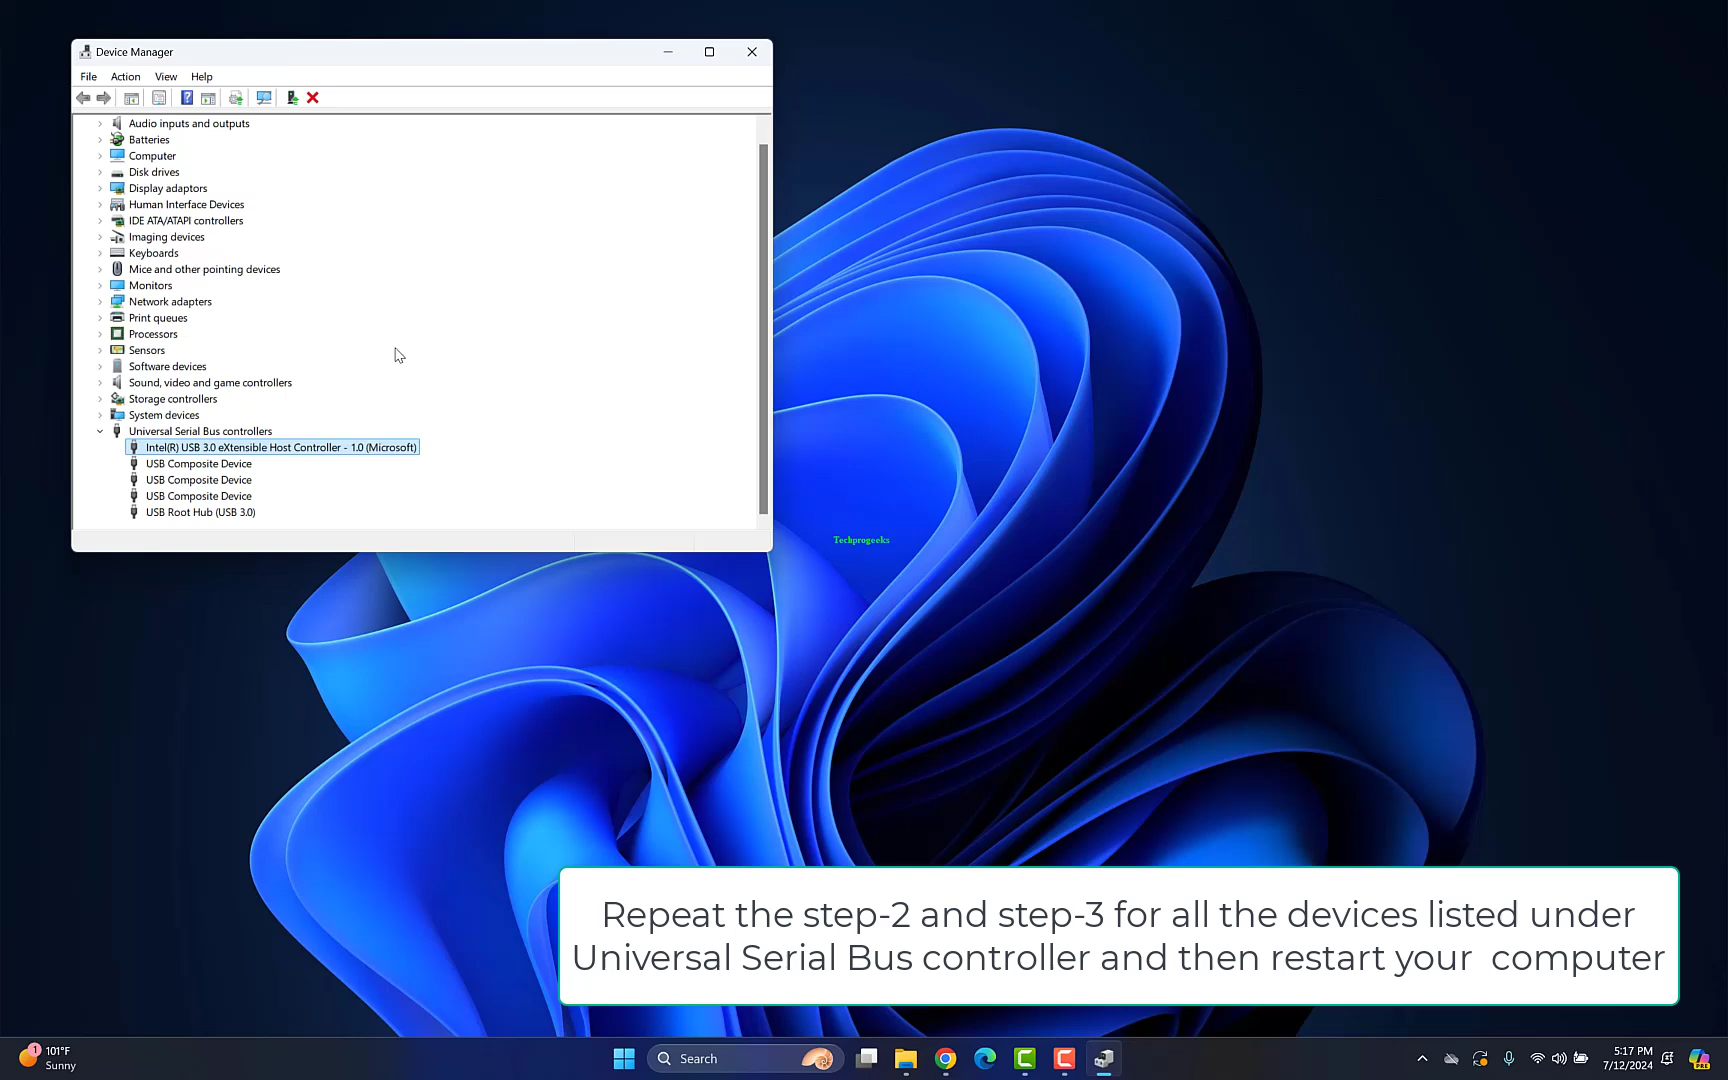 Device Manager
File Action View Help
Audio inputs and outputs
Batteries
Computer
Disk drives
Display adaptors
Human Interface Devices
IDE ATA/ATAPI controllers
Imaging devices
Keyboards
Mice and other pointing devices
Monitors
Network adapters
Print queues
Processors
Sensors
Software devices
Sound, video and game controllers
Storage controllers
System devices
Universal Serial Bus controllers
Intel(R) USB 3.0 eXtensible Host Controller - 1.0 (Microsoft)
USB Composite Device
USB Composite Device
USB Composite Device
USB Root Hub (USB 3.0)
Techprogeeks
Repeat the step-2 and step-3 for all the devices listed under
Universal Serial Bus controller and then restart your computer
1
101°F
Sunny
Search
5:17 PM
7/12/2024
PRE